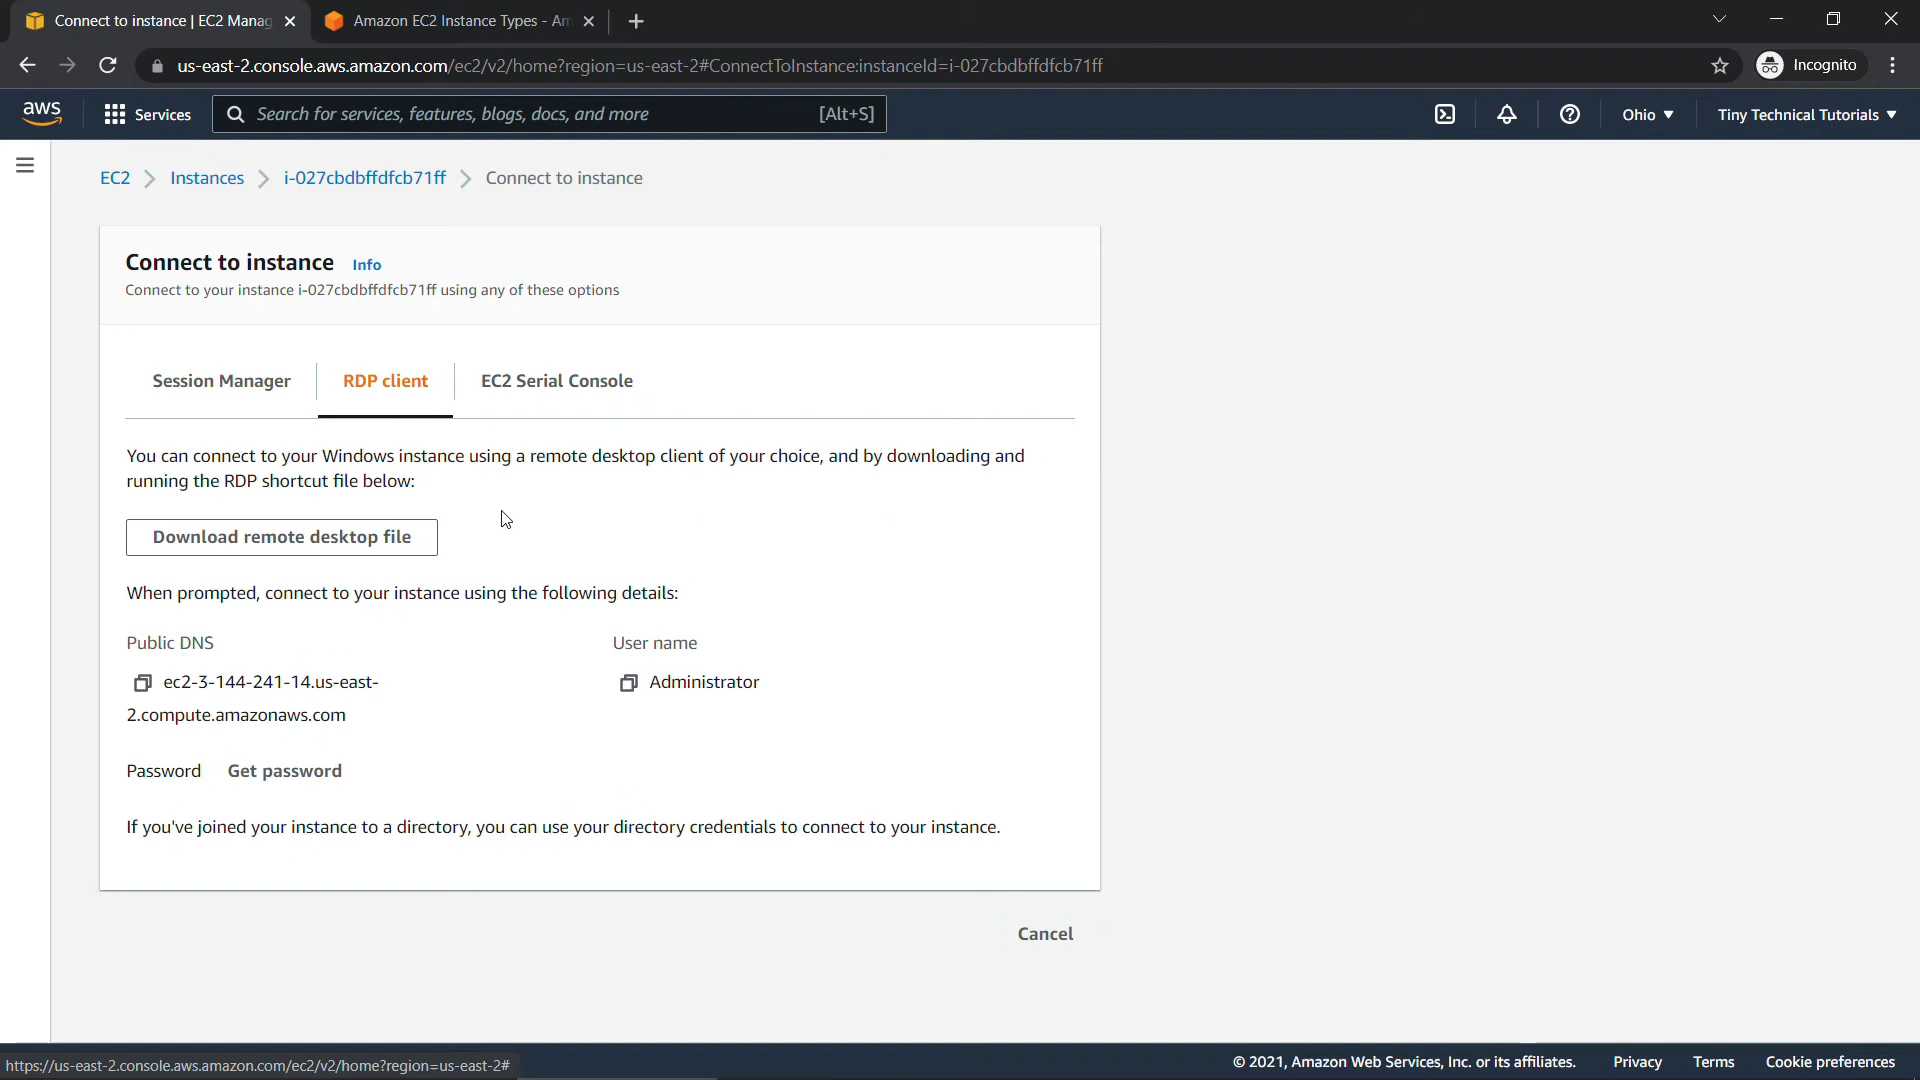 Connect to instance | EC2 Manag
Amazon EC2 Instance Types - Am
us-east-2.console.aws.amazon.com/ec2/v2/home?region=us-east-2#ConnectToInstance:instanceId=i-027cbdbffdfcb71ff
Incognito
aws
Services
Search for services, features, blogs, docs, and more
[Alt+S]
Ohio
Tiny Technical Tutorials
EC2 > Instances > i-027cbdbffdfcb71ff > Connect to instance
Connect to instance Info
Connect to your instance i-027cbdbffdfcb71ff using any of these options
Session Manager
RDP client
EC2 Serial Console
You can connect to your Windows instance using a remote desktop client of your choice, and by downloading and
running the RDP shortcut file below:
Download remote desktop file
When prompted, connect to your instance using the following details:
Public DNS
User name
ec2-3-144-241-14.us-east-
2.compute.amazonaws.com
Administrator
Password Get password
If you've joined your instance to a directory, you can use your directory credentials to connect to your instance.
Cancel
https://us-east-2.console.aws.amazon.com/ec2/v2/home?region=us-east-2#
© 2021, Amazon Web Services, Inc. or its affiliates.
Privacy
Terms
Cookie preferences